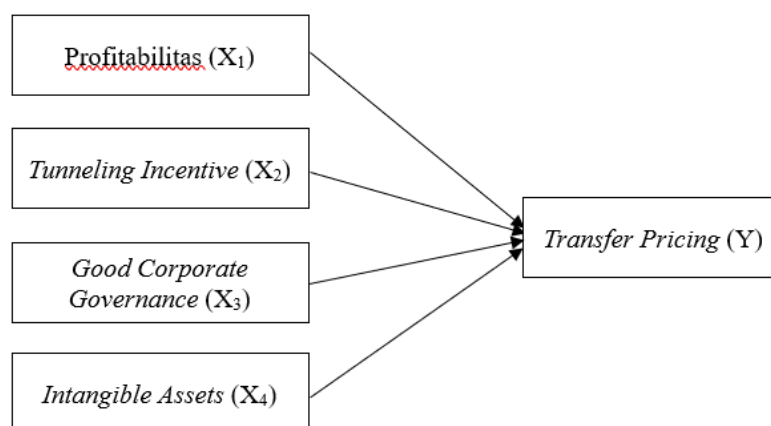 Profitabilitas (X₁)
Tunneling Incentive (X₂)
Good Corporate
Governance (X₃)
Intangible Assets (X₄)
Transfer Pricing (Y)